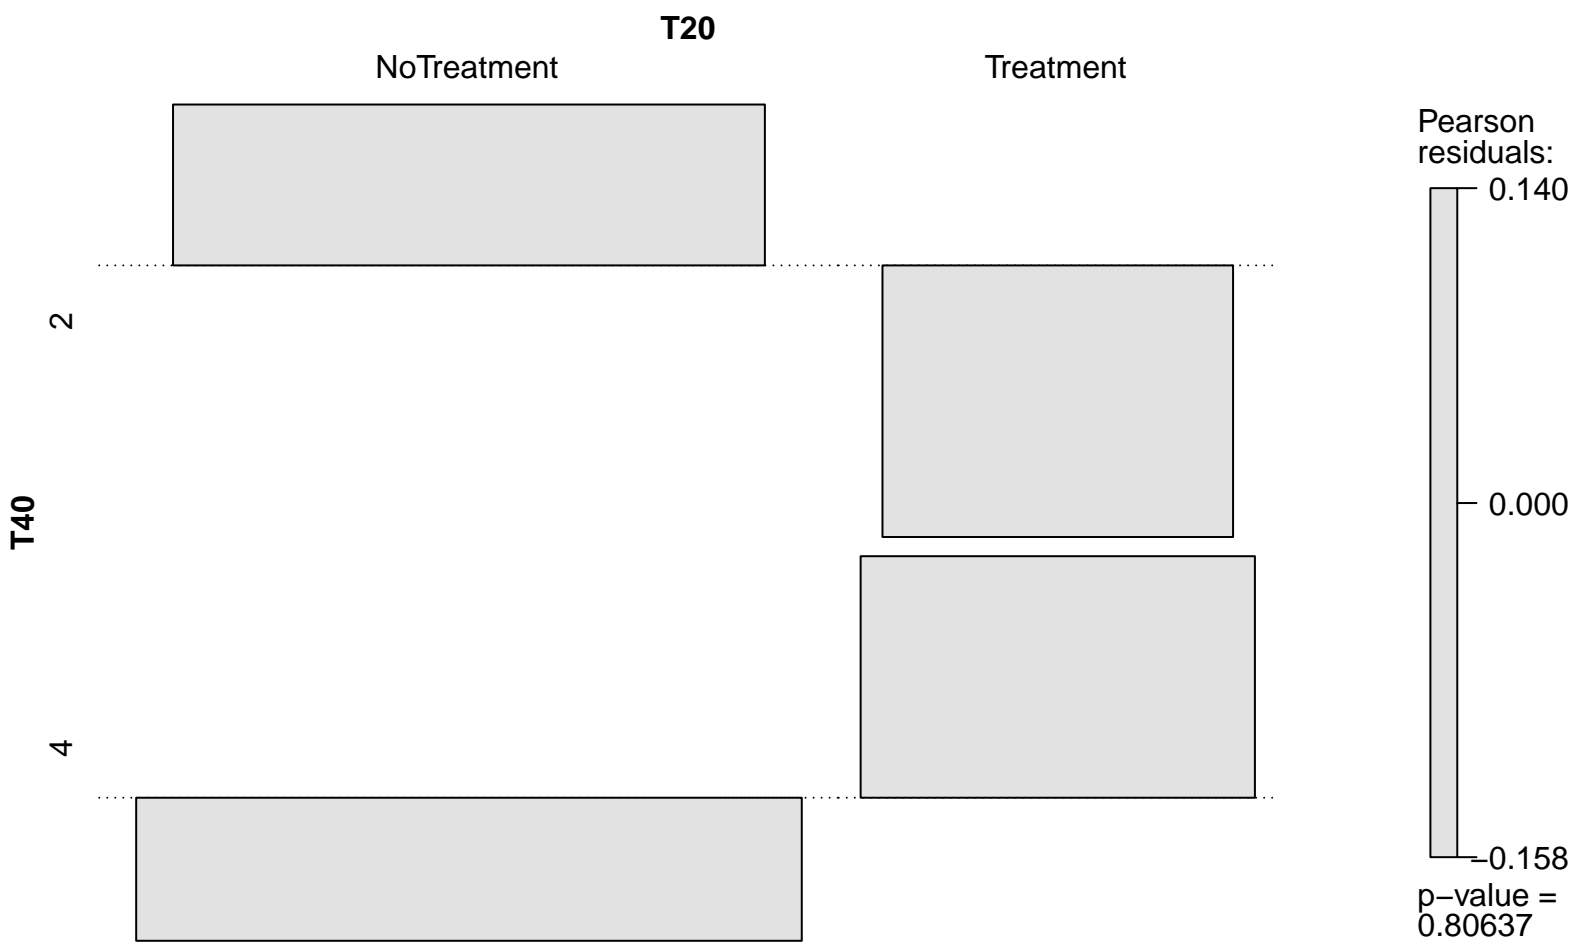 T20
NoTreatment
Treatment
T40
2
4
Pearson
residuals:
0.140
0.000
−0.158
p−value =
0.80637